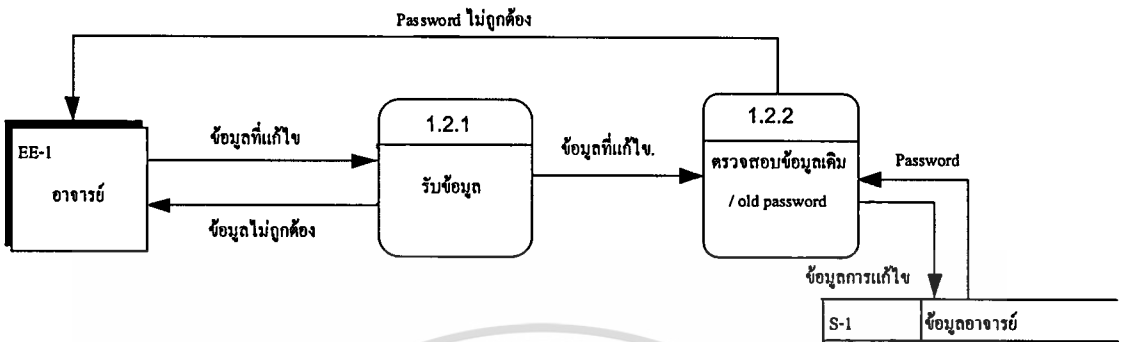 Password ไม่ถูกต้อง
EE-1
อาจารย์
ข้อมูลที่แก้ไข
ข้อมูลไม่ถูกต้อง
1.2.1
รับข้อมูล
ข้อมูลที่แก้ไข.
1.2.2
ตรวจสอบข้อมูลเดิม
/ old password
Password
ข้อมูลการแก้ไข
S-1
ข้อมูลอาจารย์